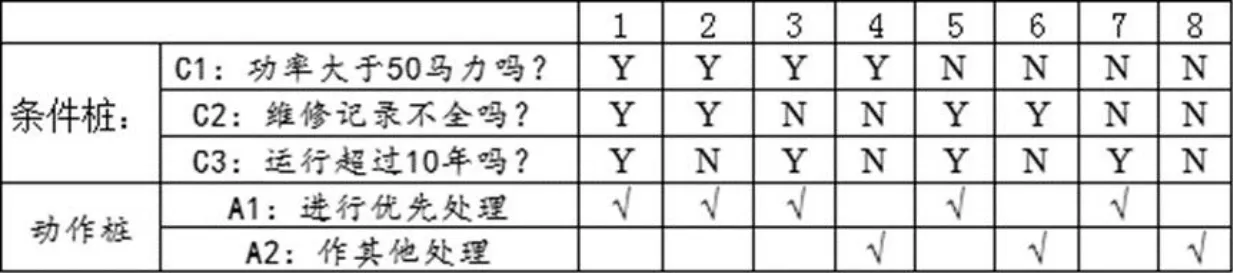 1 2 3 4 5 6 7 8
条件桩：
C1：功率大于50马力吗？ Y Y Y Y N N N N
C2：维修记录不全吗？ Y Y N N Y Y N N
C3：运行超过10年吗？ Y N Y N Y N Y N
动作桩
A1：进行优先处理 √ √ √ √ √
A2：作其他处理 √ √ √